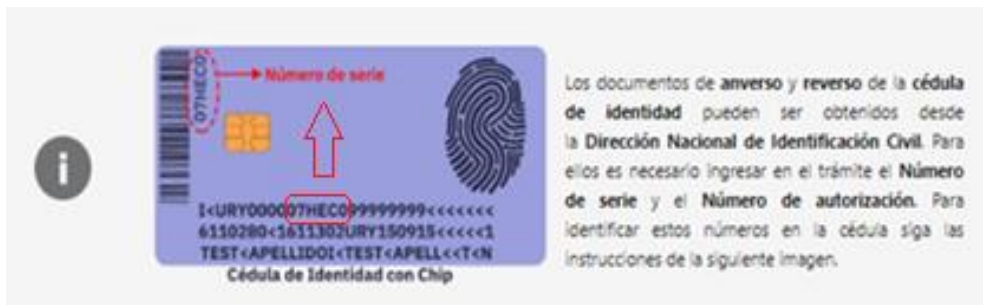 07HEC0
Número de serie
I<URY000007HEC099999999<<<<<<<
6110280<1611302URY150915<<<<<1
TEST<APELLIDOI<TEST<APELL<<T<N
Cédula de Identidad con Chip
i
Los documentos de anverso y reverso de la cédula
de identidad pueden ser obtenidos desde
la Dirección Nacional de Identificación Civil. Para
ellos es necesario ingresar en el trámite el Número
de serie y el Número de autorización. Para
identificar estos números en la cédula siga las
instrucciones de la siguiente imagen.